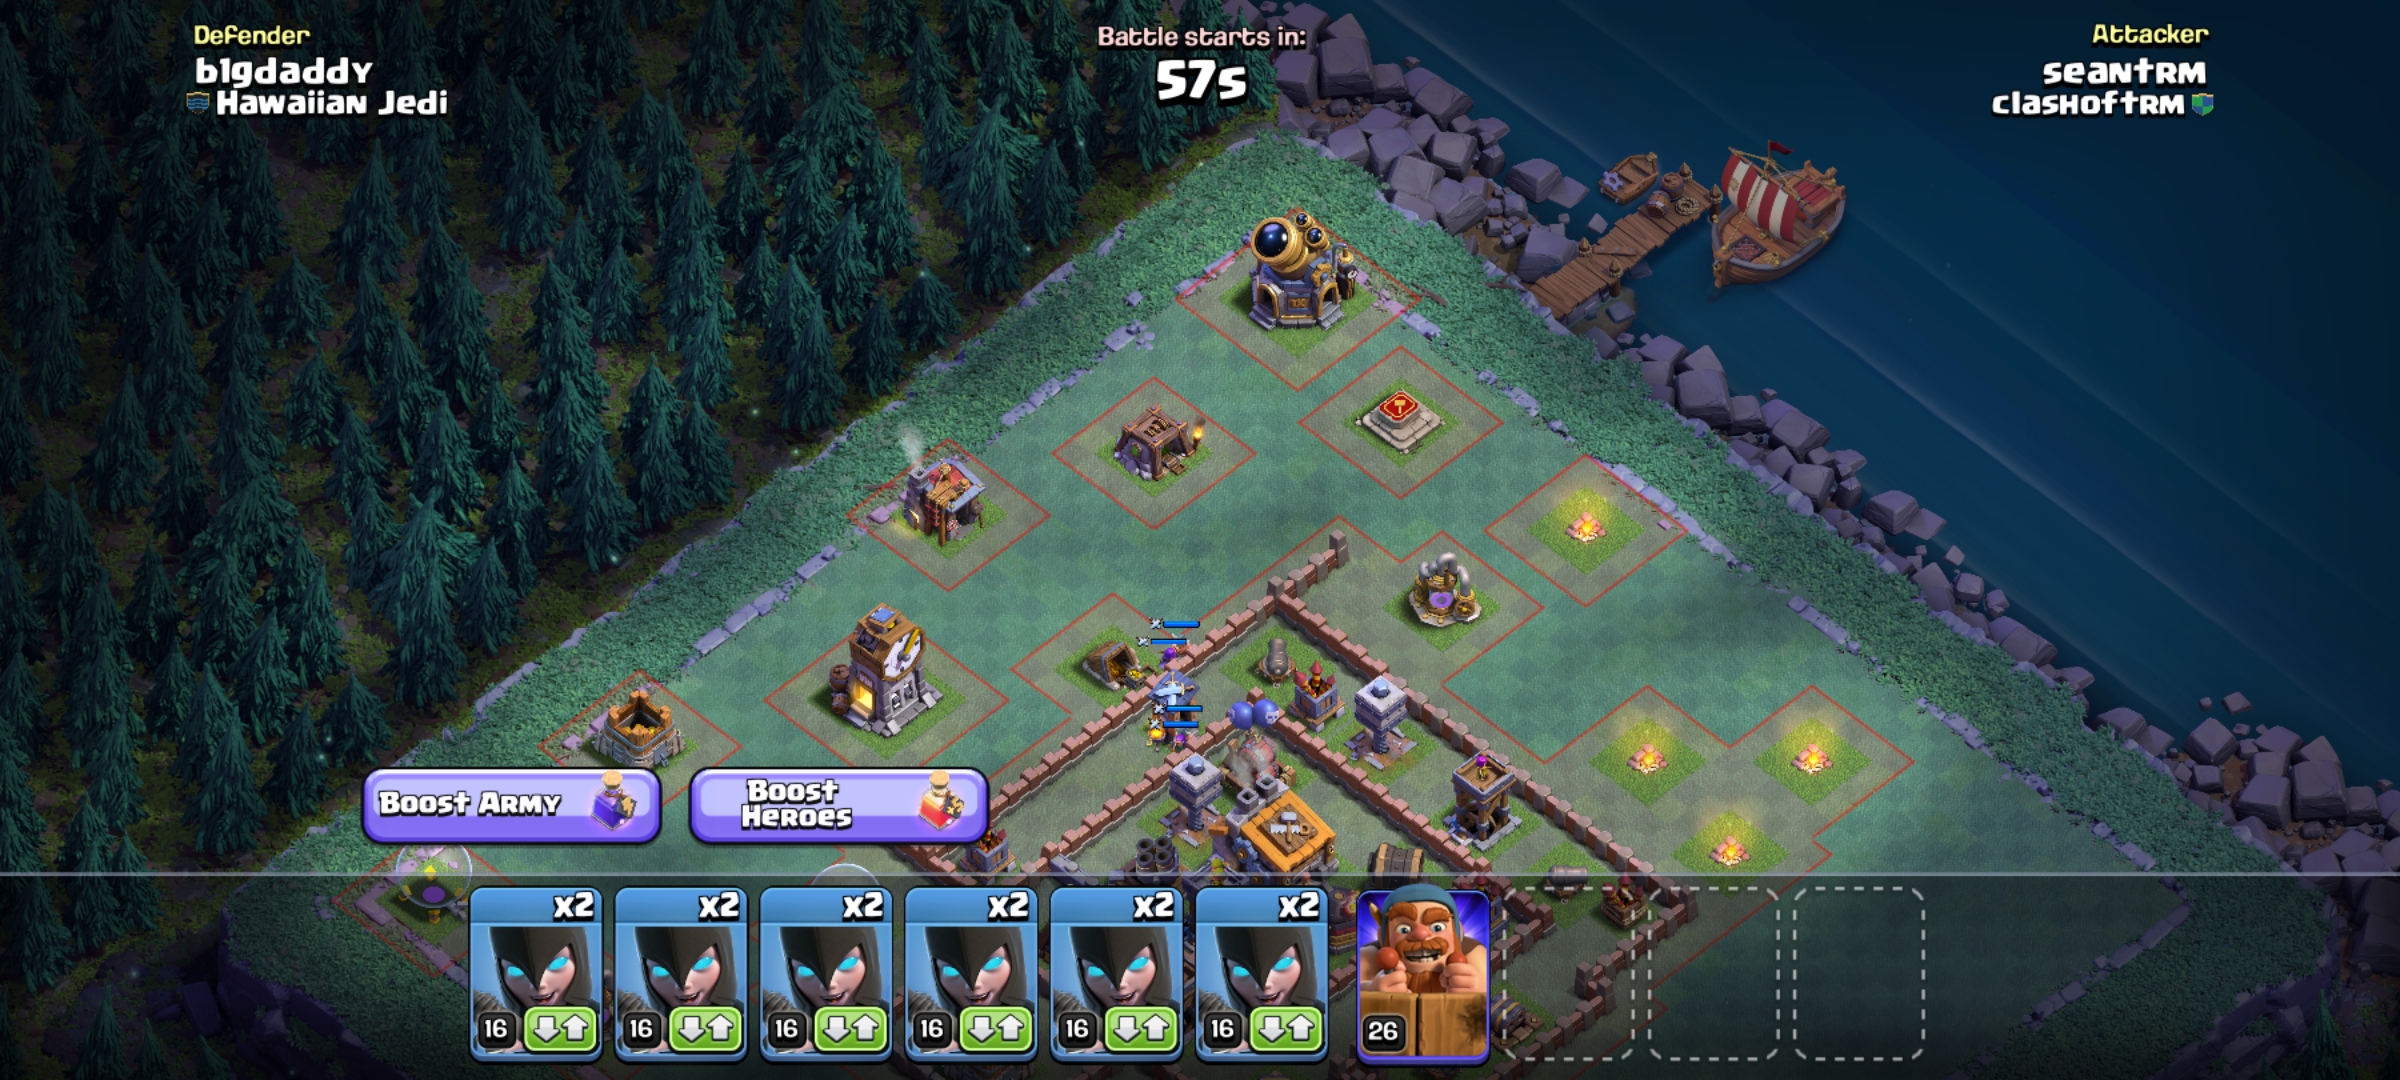 Defender
b1gdaddy
Hawaiian Jedi
Battle starts in:
57s
Attacker
seantRM
clashoftRM
Boost Army
Boost
Heroes
x2
x2
x2
x2
x2
x2
16
16
16
16
16
16
26